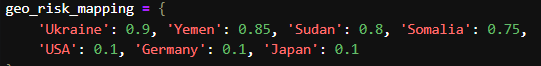 geo_risk_mapping = {
    'Ukraine': 0.9, 'Yemen': 0.85, 'Sudan': 0.8, 'Somalia': 0.75,
    'USA': 0.1, 'Germany': 0.1, 'Japan': 0.1